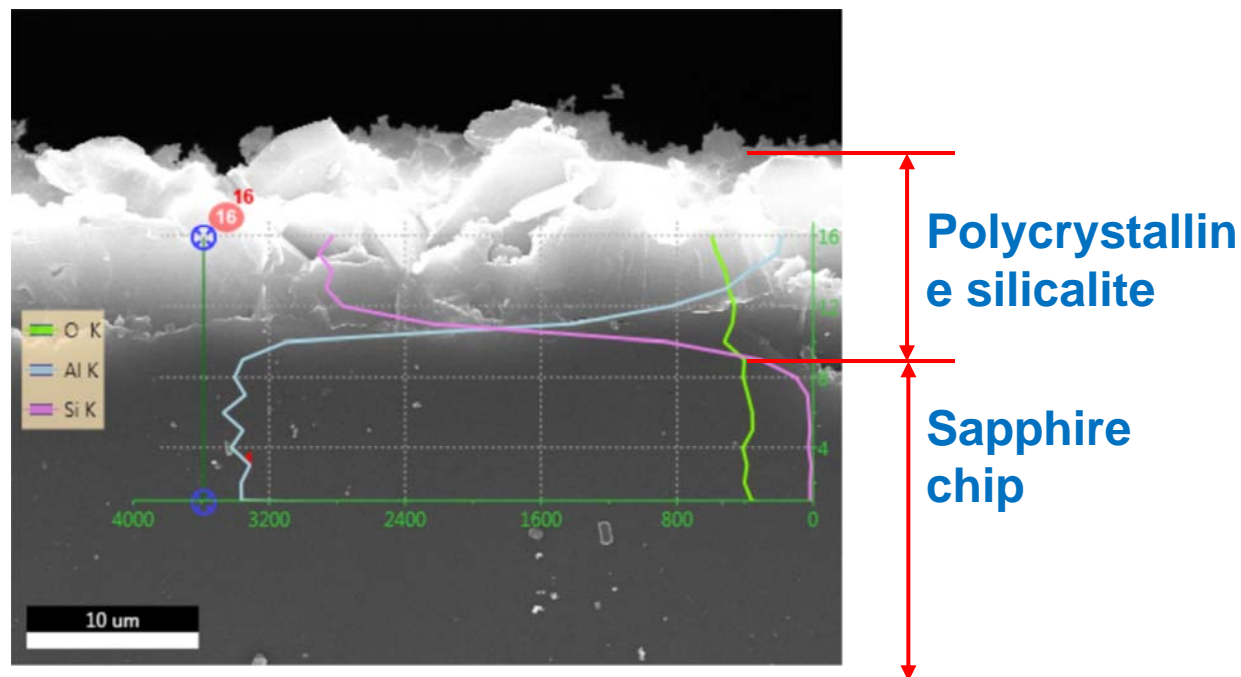 16
16
16
12
O K
Al K
8
Si K
4
4000 3200 2400 1600 800 0
10 um
Polycrystallin
e silicalite
Sapphire
chip